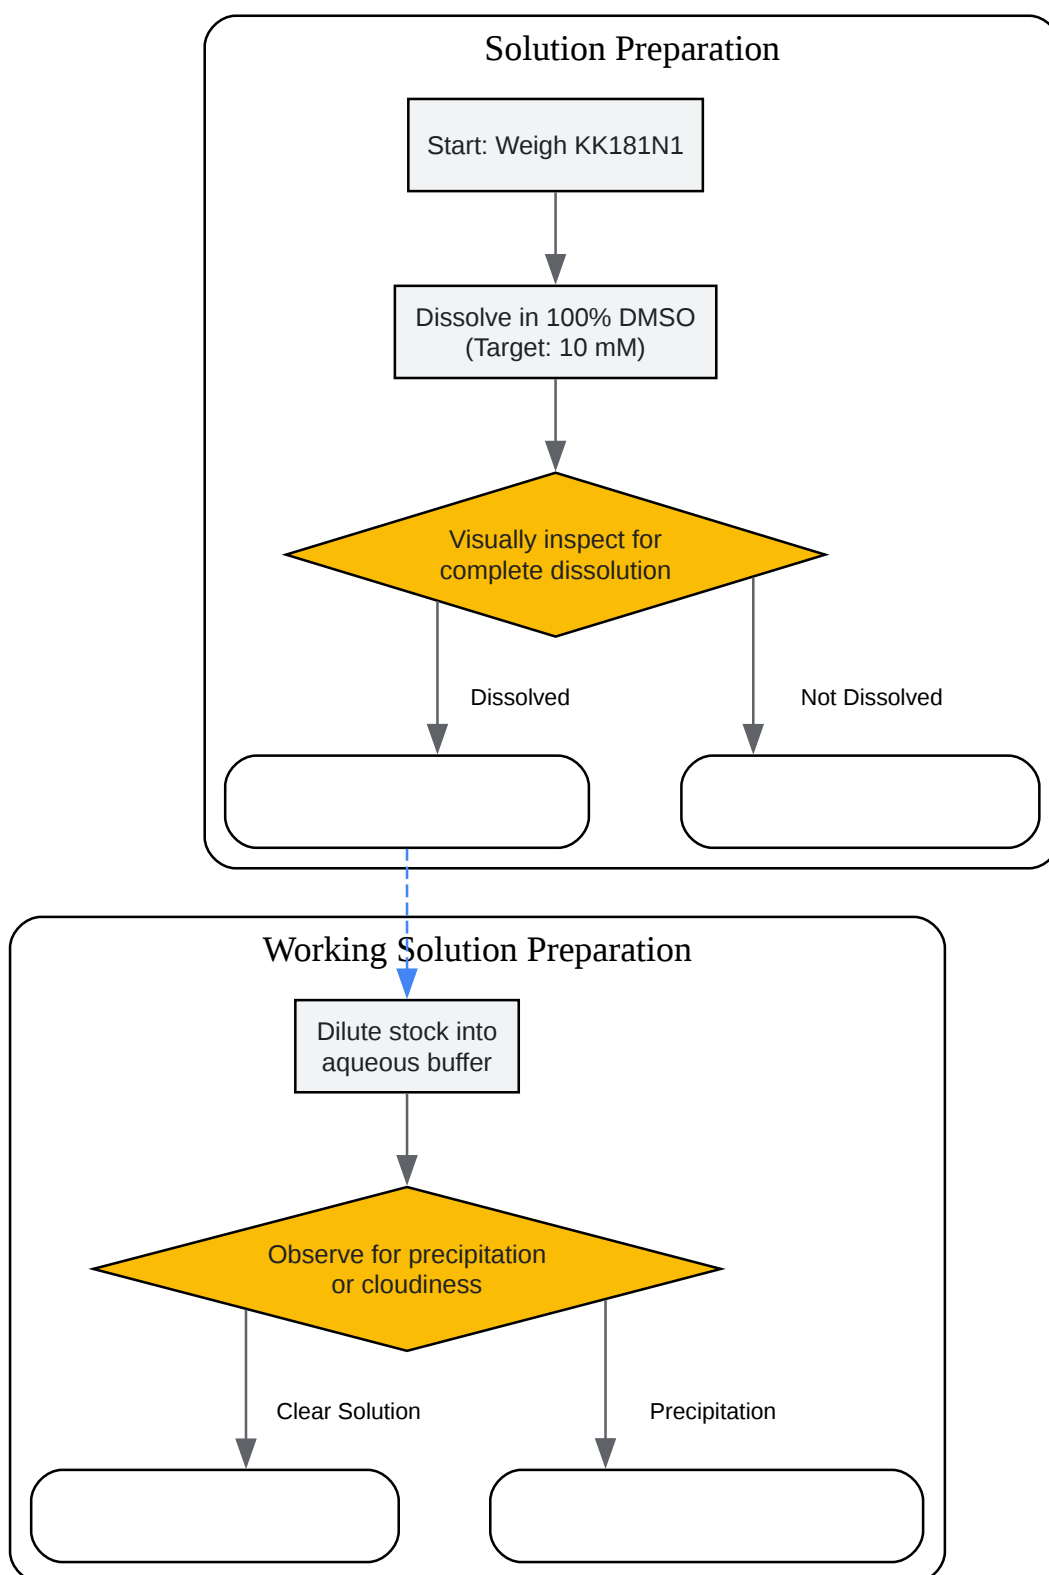 Solution Preparation
Start: Weigh KK181N1
Dissolve in 100% DMSO
(Target: 10 mM)
Visually inspect for
complete dissolution
Dissolved
Not Dissolved
Working Solution Preparation
Dilute stock into
aqueous buffer
Observe for precipitation
or cloudiness
Clear Solution
Precipitation